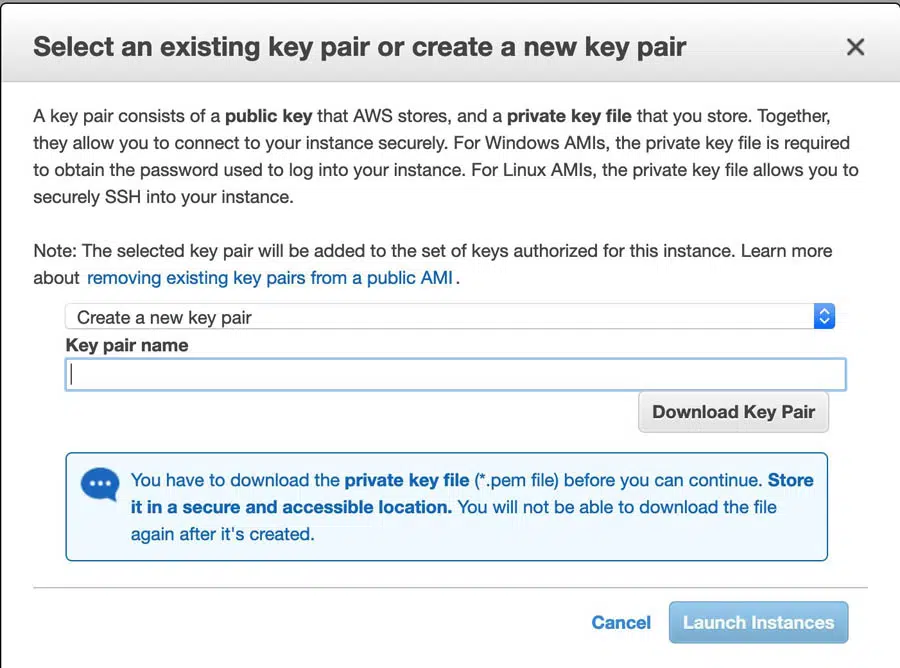 Select an existing key pair or create a new key pair
A key pair consists of a public key that AWS stores, and a private key file that you store. Together,
they allow you to connect to your instance securely. For Windows AMIs, the private key file is required
to obtain the password used to log into your instance. For Linux AMIs, the private key file allows you to
securely SSH into your instance.
Note: The selected key pair will be added to the set of keys authorized for this instance. Learn more
about removing existing key pairs from a public AMI.
Create a new key pair
Key pair name
Download Key Pair
You have to download the private key file (*.pem file) before you can continue. Store
it in a secure and accessible location. You will not be able to download the file
again after it's created.
Cancel Launch Instances